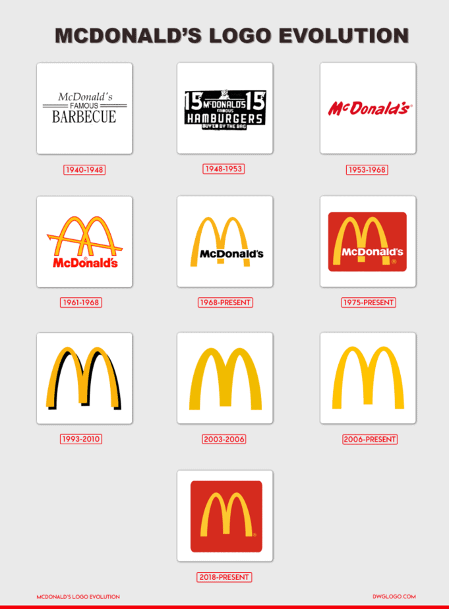 MCDONALD'S LOGO EVOLUTION
McDonald's
FAMOUS
BARBECUE
15 McDONALD'S 15
FAMOUS
HAMBURGERS
BUY'EM BY THE BAG
McDonald's
1940-1948
1948-1953
1953-1968
McDonald's
McDonald's
McDonald's
1961-1968
1968-PRESENT
1975-PRESENT
1993-2010
2003-2006
2006-PRESENT
2018-PRESENT
MCDONALD'S LOGO EVOLUTION
DWGLOGO.COM